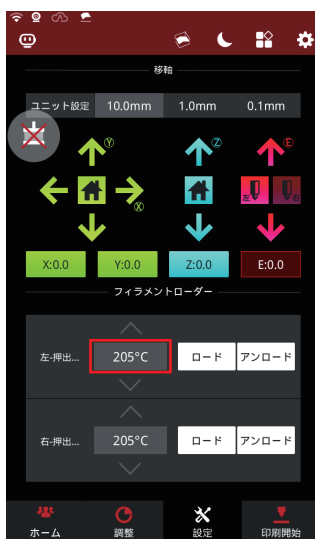 移軸
ユニット設定 10.0mm 1.0mm 0.1mm
Y Z E
X 左 右
X:0.0 Y:0.0 Z:0.0 E:0.0
フィラメントローダー
左-押出... 205°C ロード アンロード
右-押出... 205°C ロード アンロード
ホーム 調整 設定 印刷開始